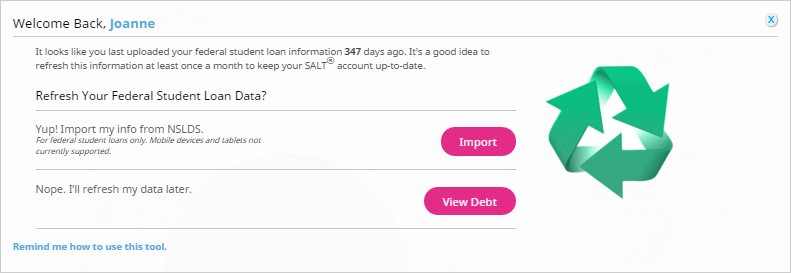 Welcome Back, Joanne
X
It looks like you last uploaded your federal student loan information 347 days ago. It's a good idea to
refresh this information at least once a month to keep your SALT® account up-to-date.
Refresh Your Federal Student Loan Data?
Yup! Import my info from NSLDS.
For federal student loans only. Mobile devices and tablets not
currently supported.
Import
Nope. I'll refresh my data later.
View Debt
Remind me how to use this tool.